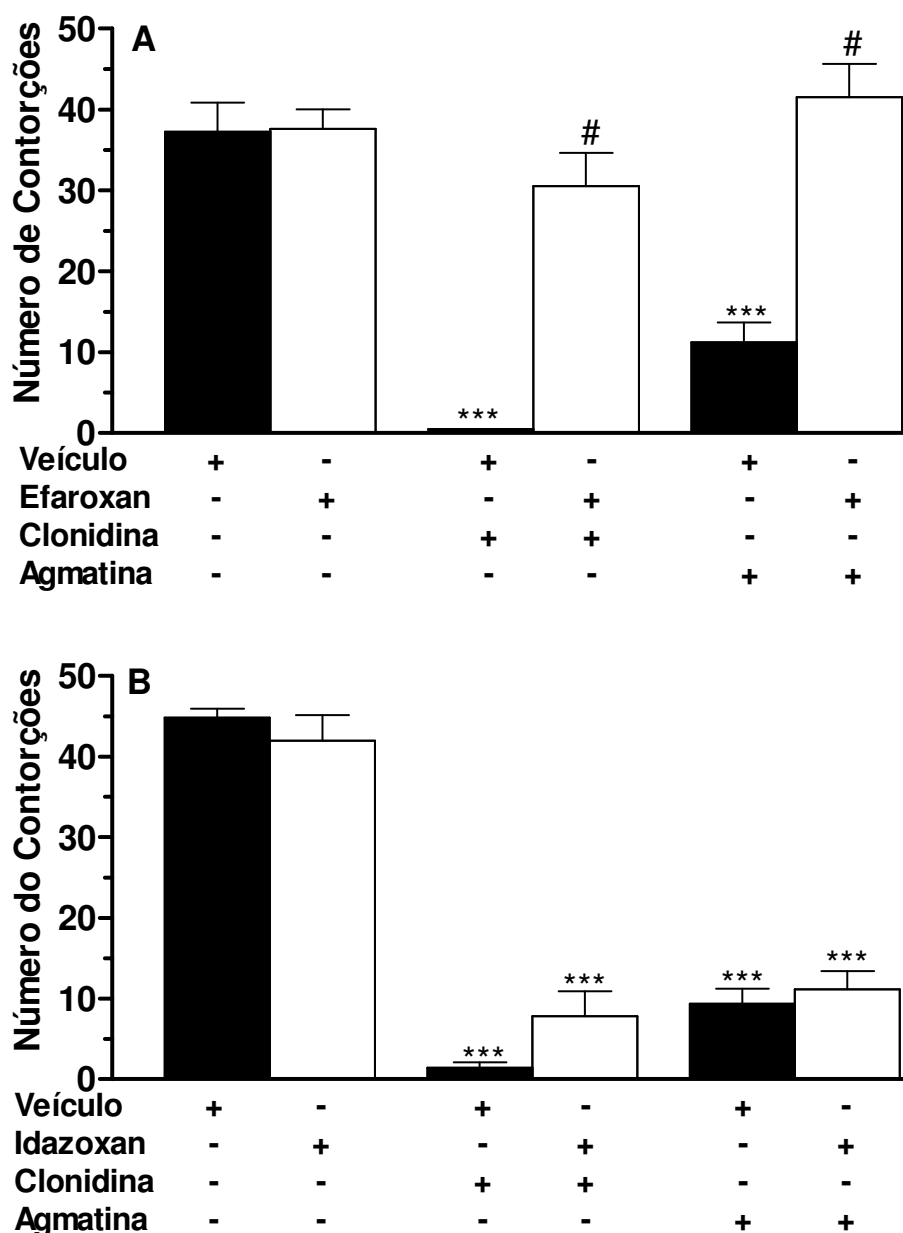 A
Número de Contorções
50
40
30
20
10
0
#
#
***
***
Veículo + - + - + -
Efaroxan - + - + - +
Clonidina - - + + - -
Agmatina - - - - + +
B
Número do Contorções
50
40
30
20
10
0
***
***
***
***
Veículo + - + - + -
Idazoxan - + - + - +
Clonidina - - + + - -
Agmatina - - - - + +